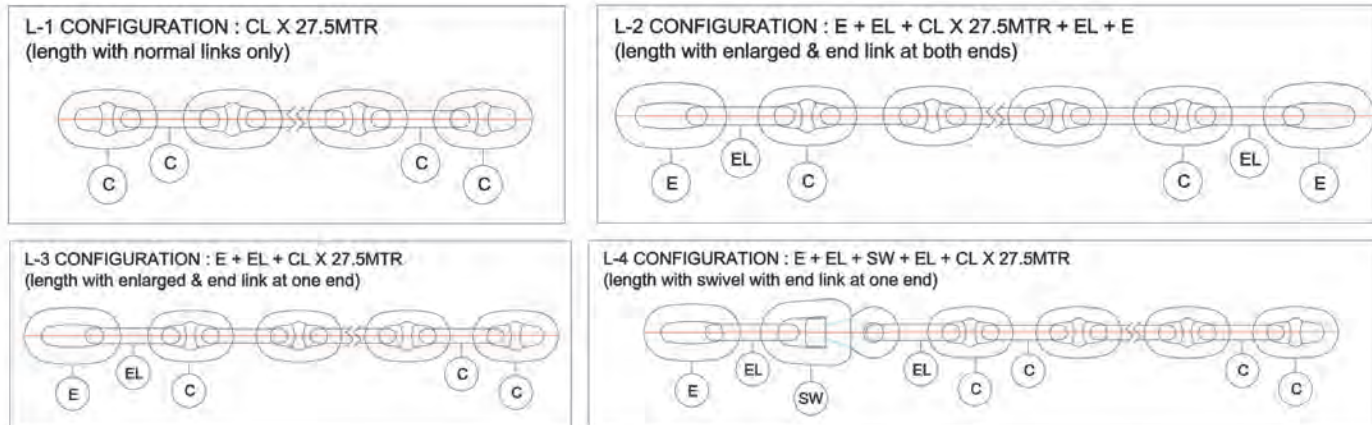 L-1 CONFIGURATION : CL X 27.5MTR
(length with normal links only)
C
C
C
C
L-2 CONFIGURATION : E + EL + CL X 27.5MTR + EL + E
(length with enlarged & end link at both ends)
E
EL
C
C
EL
E
L-3 CONFIGURATION : E + EL + CL X 27.5MTR
(length with enlarged & end link at one end)
E
EL
C
C
C
L-4 CONFIGURATION : E + EL + SW + EL + CL X 27.5MTR
(length with swivel with end link at one end)
E
EL
SW
EL
C
C
C
C